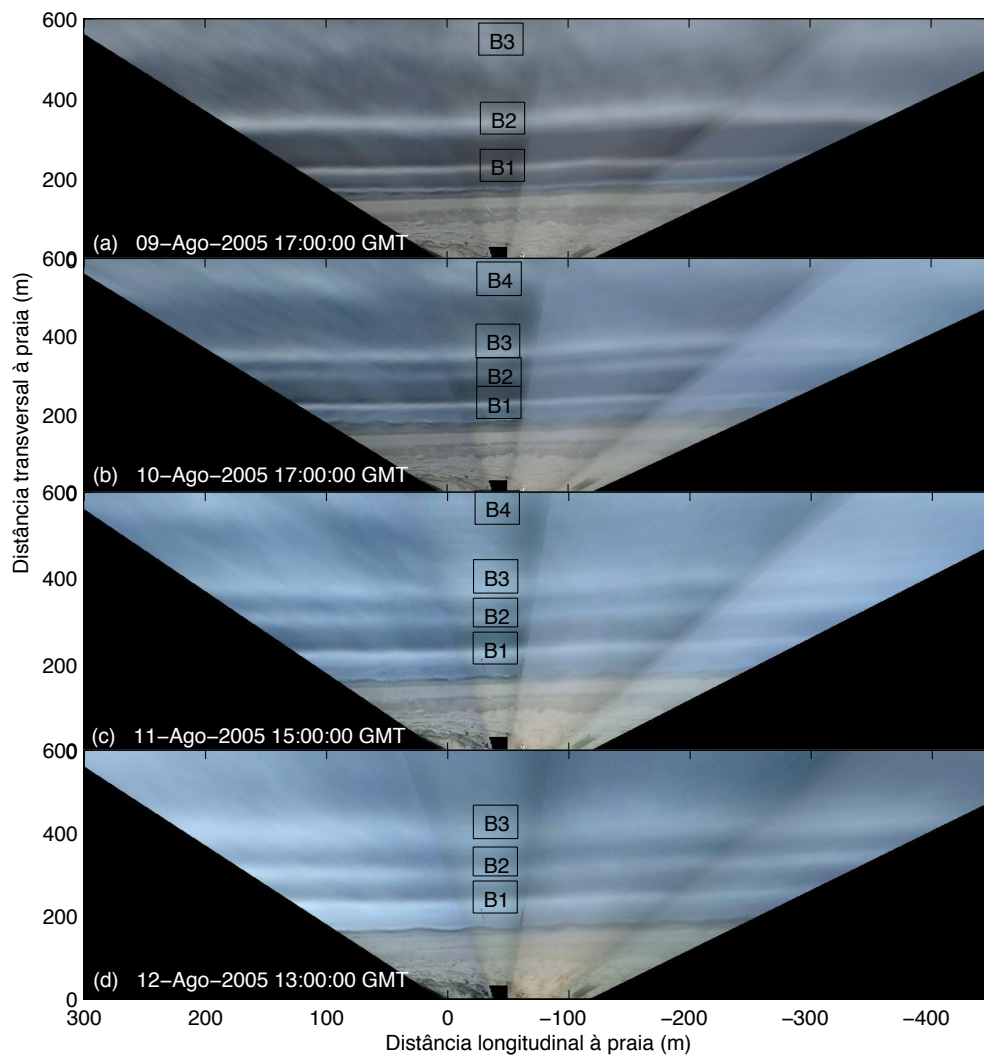 Distância transversal à praia (m)
600
400
200
0
B3
B2
B1
(a) 09−Ago−2005 17:00:00 GMT
600
400
200
0
B4
B3
B2
B1
(b) 10−Ago−2005 17:00:00 GMT
600
400
200
0
B4
B3
B2
B1
(c) 11−Ago−2005 15:00:00 GMT
600
400
200
0
B3
B2
B1
(d) 12−Ago−2005 13:00:00 GMT
300 200 100 0 −100 −200 −300 −400
Distância longitudinal à praia (m)